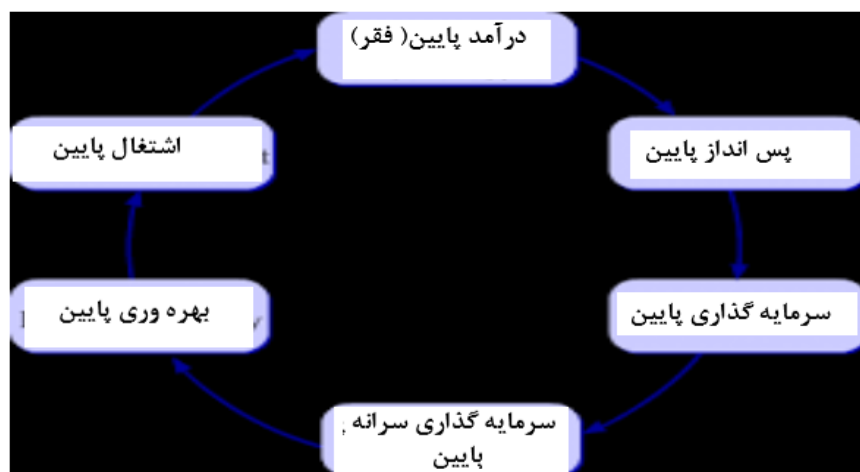 درآمد پایین( فقر)
پس انداز پایین
سرمایه گذاری پایین
سرمایه گذاری سرانه
پایین
بهره وری پایین
اشتغال پایین